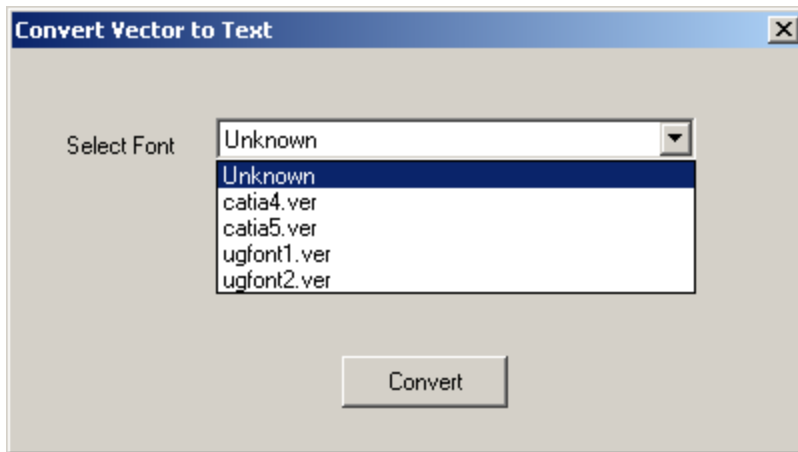 Convert Vector to Text
Select Font
Unknown
Unknown
catia4.ver
catia5.ver
ugfont1.ver
ugfont2.ver
Convert